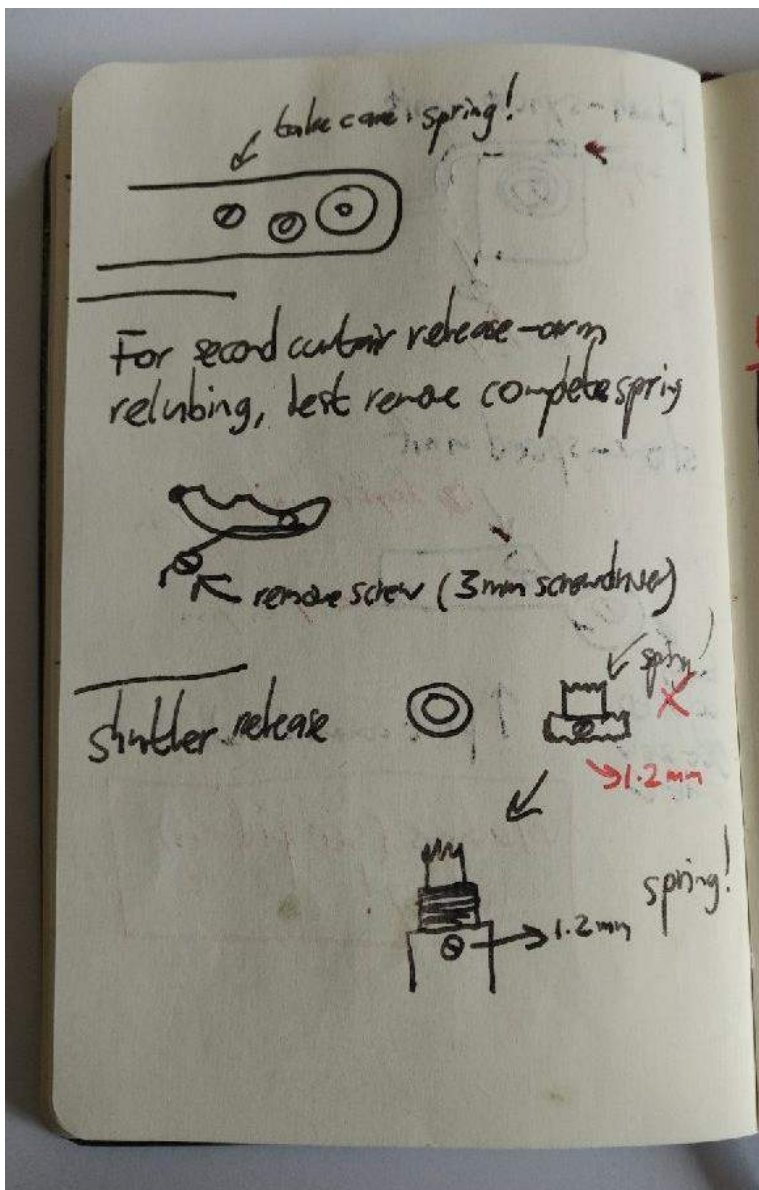 take care, spring!
For second curtain release-arm
relubing, best remove complete spring
remove screw (3mm screwdriver)
spring
shutter release
1.2mm
spring!
1.2mm